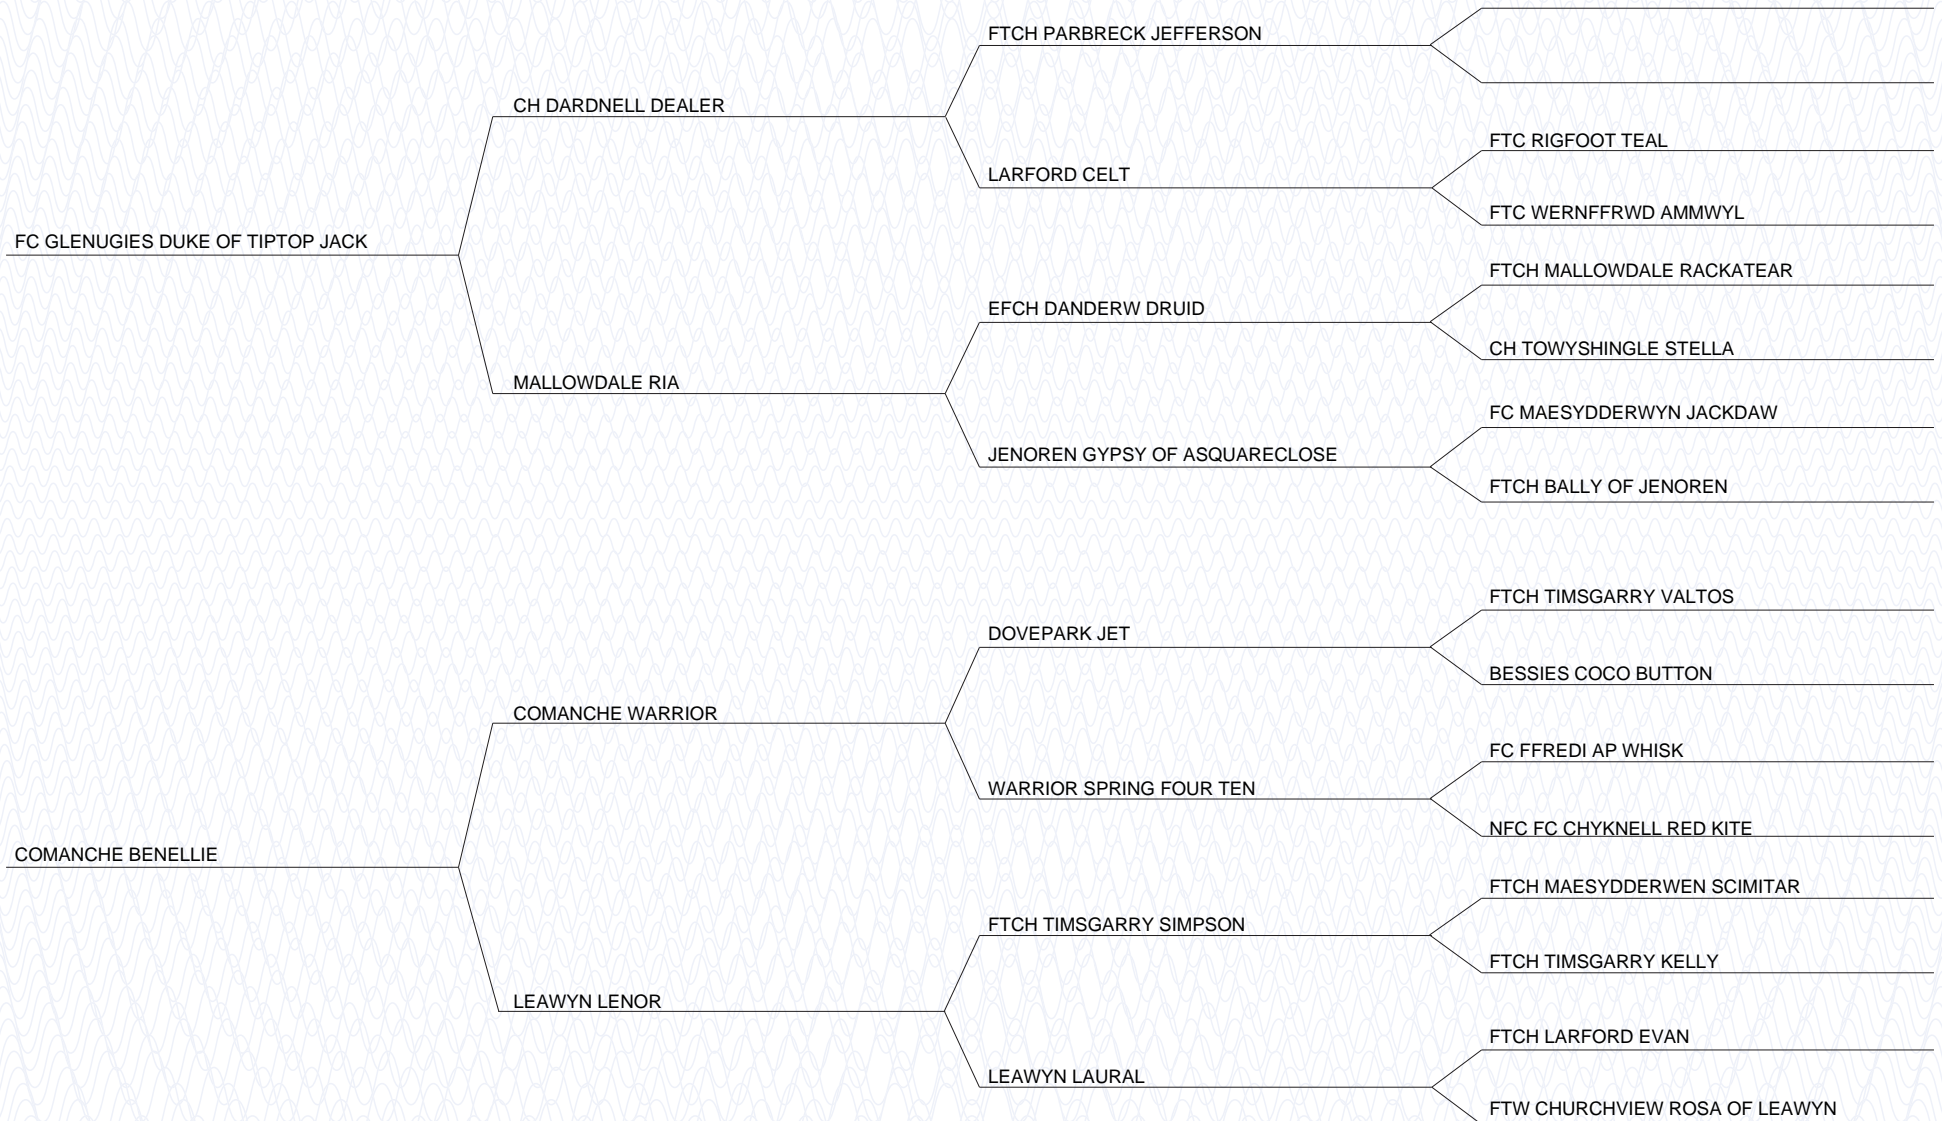 FTCH PARBRECK JEFFERSON
CH DARDNELL DEALER
FTC RIGFOOT TEAL
LARFORD CELT
FTC WERNFFRWD AMMWYL
FC GLENUGIES DUKE OF TIPTOP JACK
FTCH MALLOWDALE RACKATEAR
EFCH DANDERW DRUID
CH TOWYSHINGLE STELLA
MALLOWDALE RIA
FC MAESYDDERWYN JACKDAW
JENOREN GYPSY OF ASQUARECLOSE
FTCH BALLY OF JENOREN
FTCH TIMSGARRY VALTOS
DOVEPARK JET
BESSIES COCO BUTTON
COMANCHE WARRIOR
FC FFREDI AP WHISK
WARRIOR SPRING FOUR TEN
NFC FC CHYKNELL RED KITE
COMANCHE BENELLIE
FTCH MAESYDDERWEN SCIMITAR
FTCH TIMSGARRY SIMPSON
FTCH TIMSGARRY KELLY
LEAWYN LENOR
FTCH LARFORD EVAN
LEAWYN LAURAL
FTW CHURCHVIEW ROSA OF LEAWYN